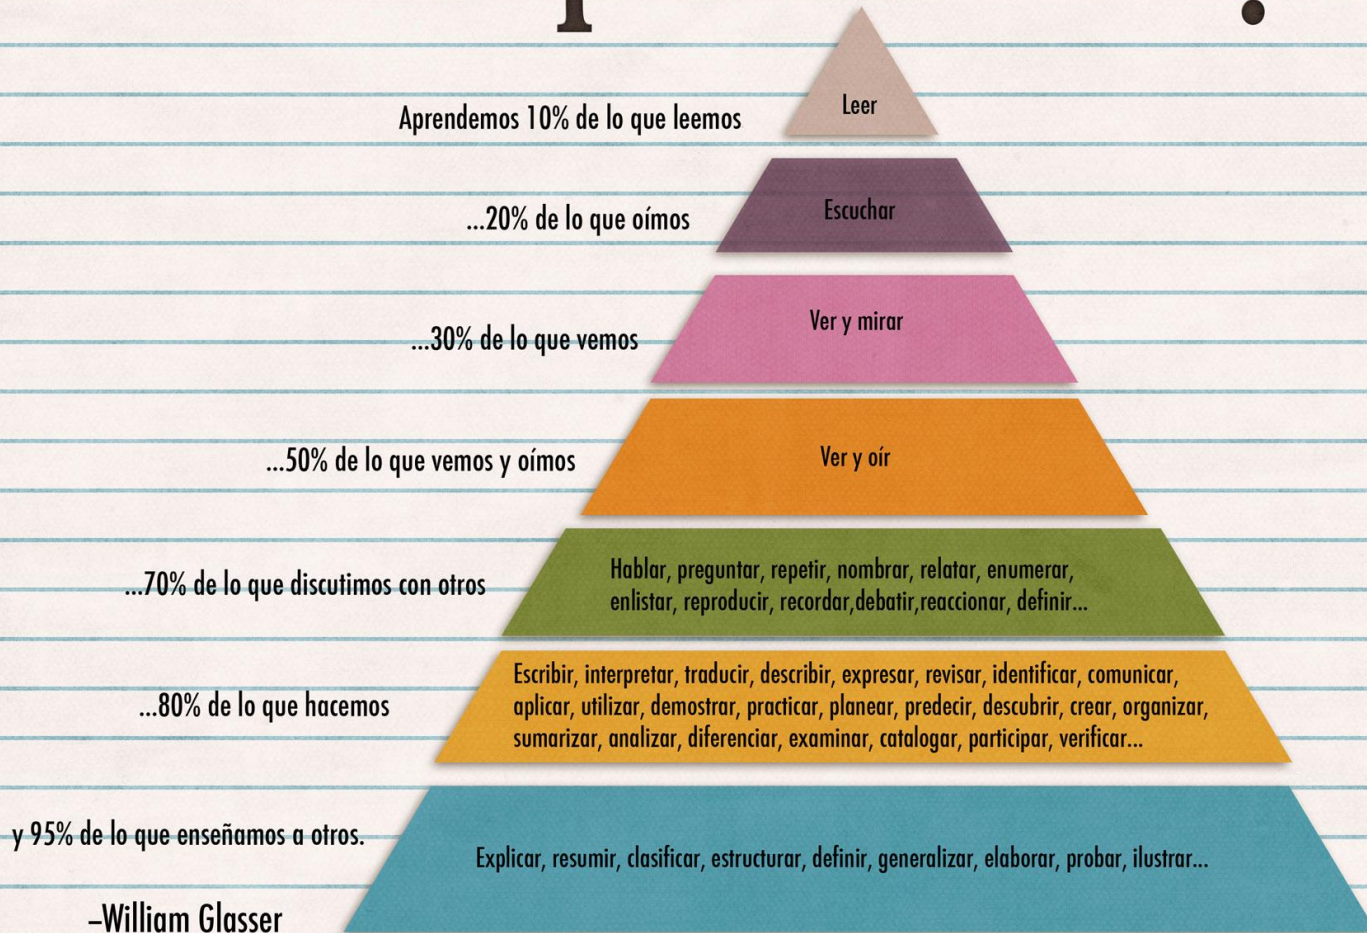 Leer
Aprendemos 10% de lo que leemos
Escuchar
...20% de lo que oímos
Ver y mirar
...30% de lo que vemos
Ver y oír
...50% de lo que vemos y oímos
Hablar, preguntar, repetir, nombrar, relatar, enumerar,
enlistar, reproducir, recordar,debatir,reaccionar, definir...
...70% de lo que discutimos con otros
Escribir, interpretar, traducir, describir, expresar, revisar, identificar, comunicar,
aplicar, utilizar, demostrar, practicar, planear, predecir, descubrir, crear, organizar,
sumarizar, analizar, diferenciar, examinar, catalogar, participar, verificar...
...80% de lo que hacemos
y 95% de lo que enseñamos a otros.
Explicar, resumir, clasificar, estructurar, definir, generalizar, elaborar, probar, ilustrar...
–William Glasser